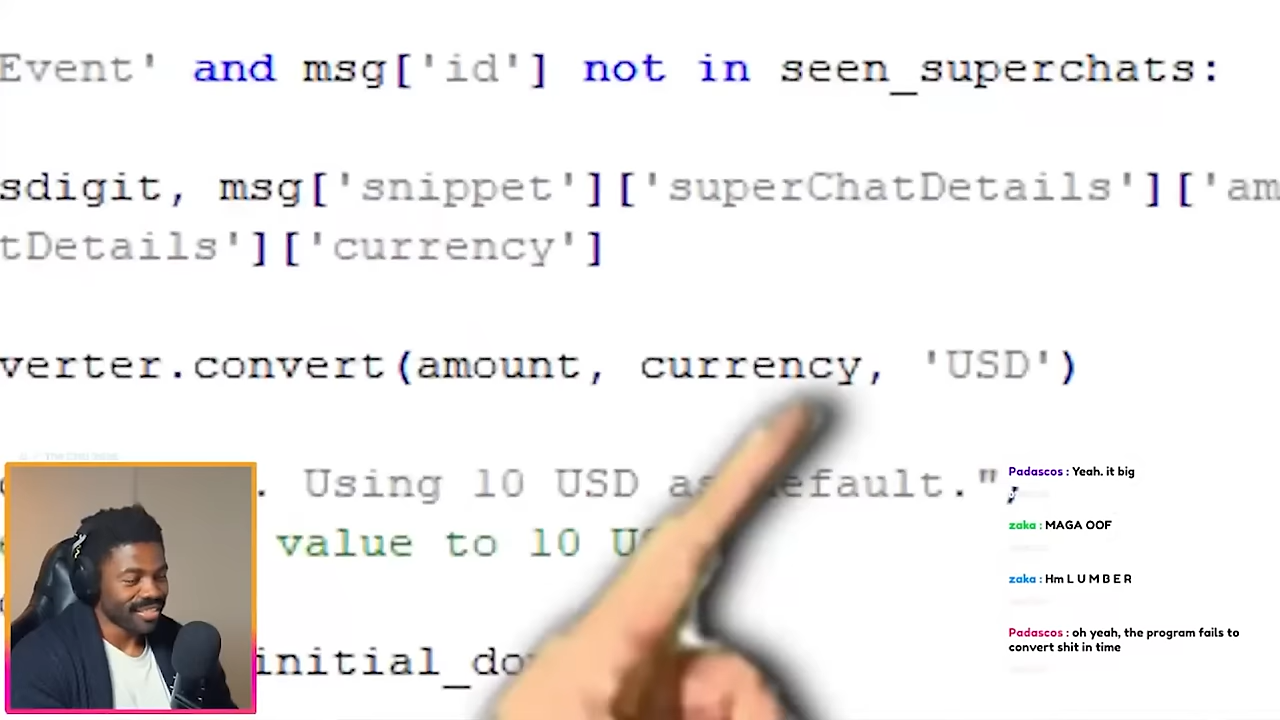 Event' and msg['id'] not in seen_superchats:
sdigit, msg['snippet']['superChatDetails']['am
tDetails']['currency']
verter.convert(amount, currency, 'USD')
. Using 10 USD as default.",
value to 10
initial_do
Padascos : Yeah. it big
zaka : MAGA OOF
zaka : Hm L U M B E R
Padascos : oh yeah, the program fails to
convert shit in time